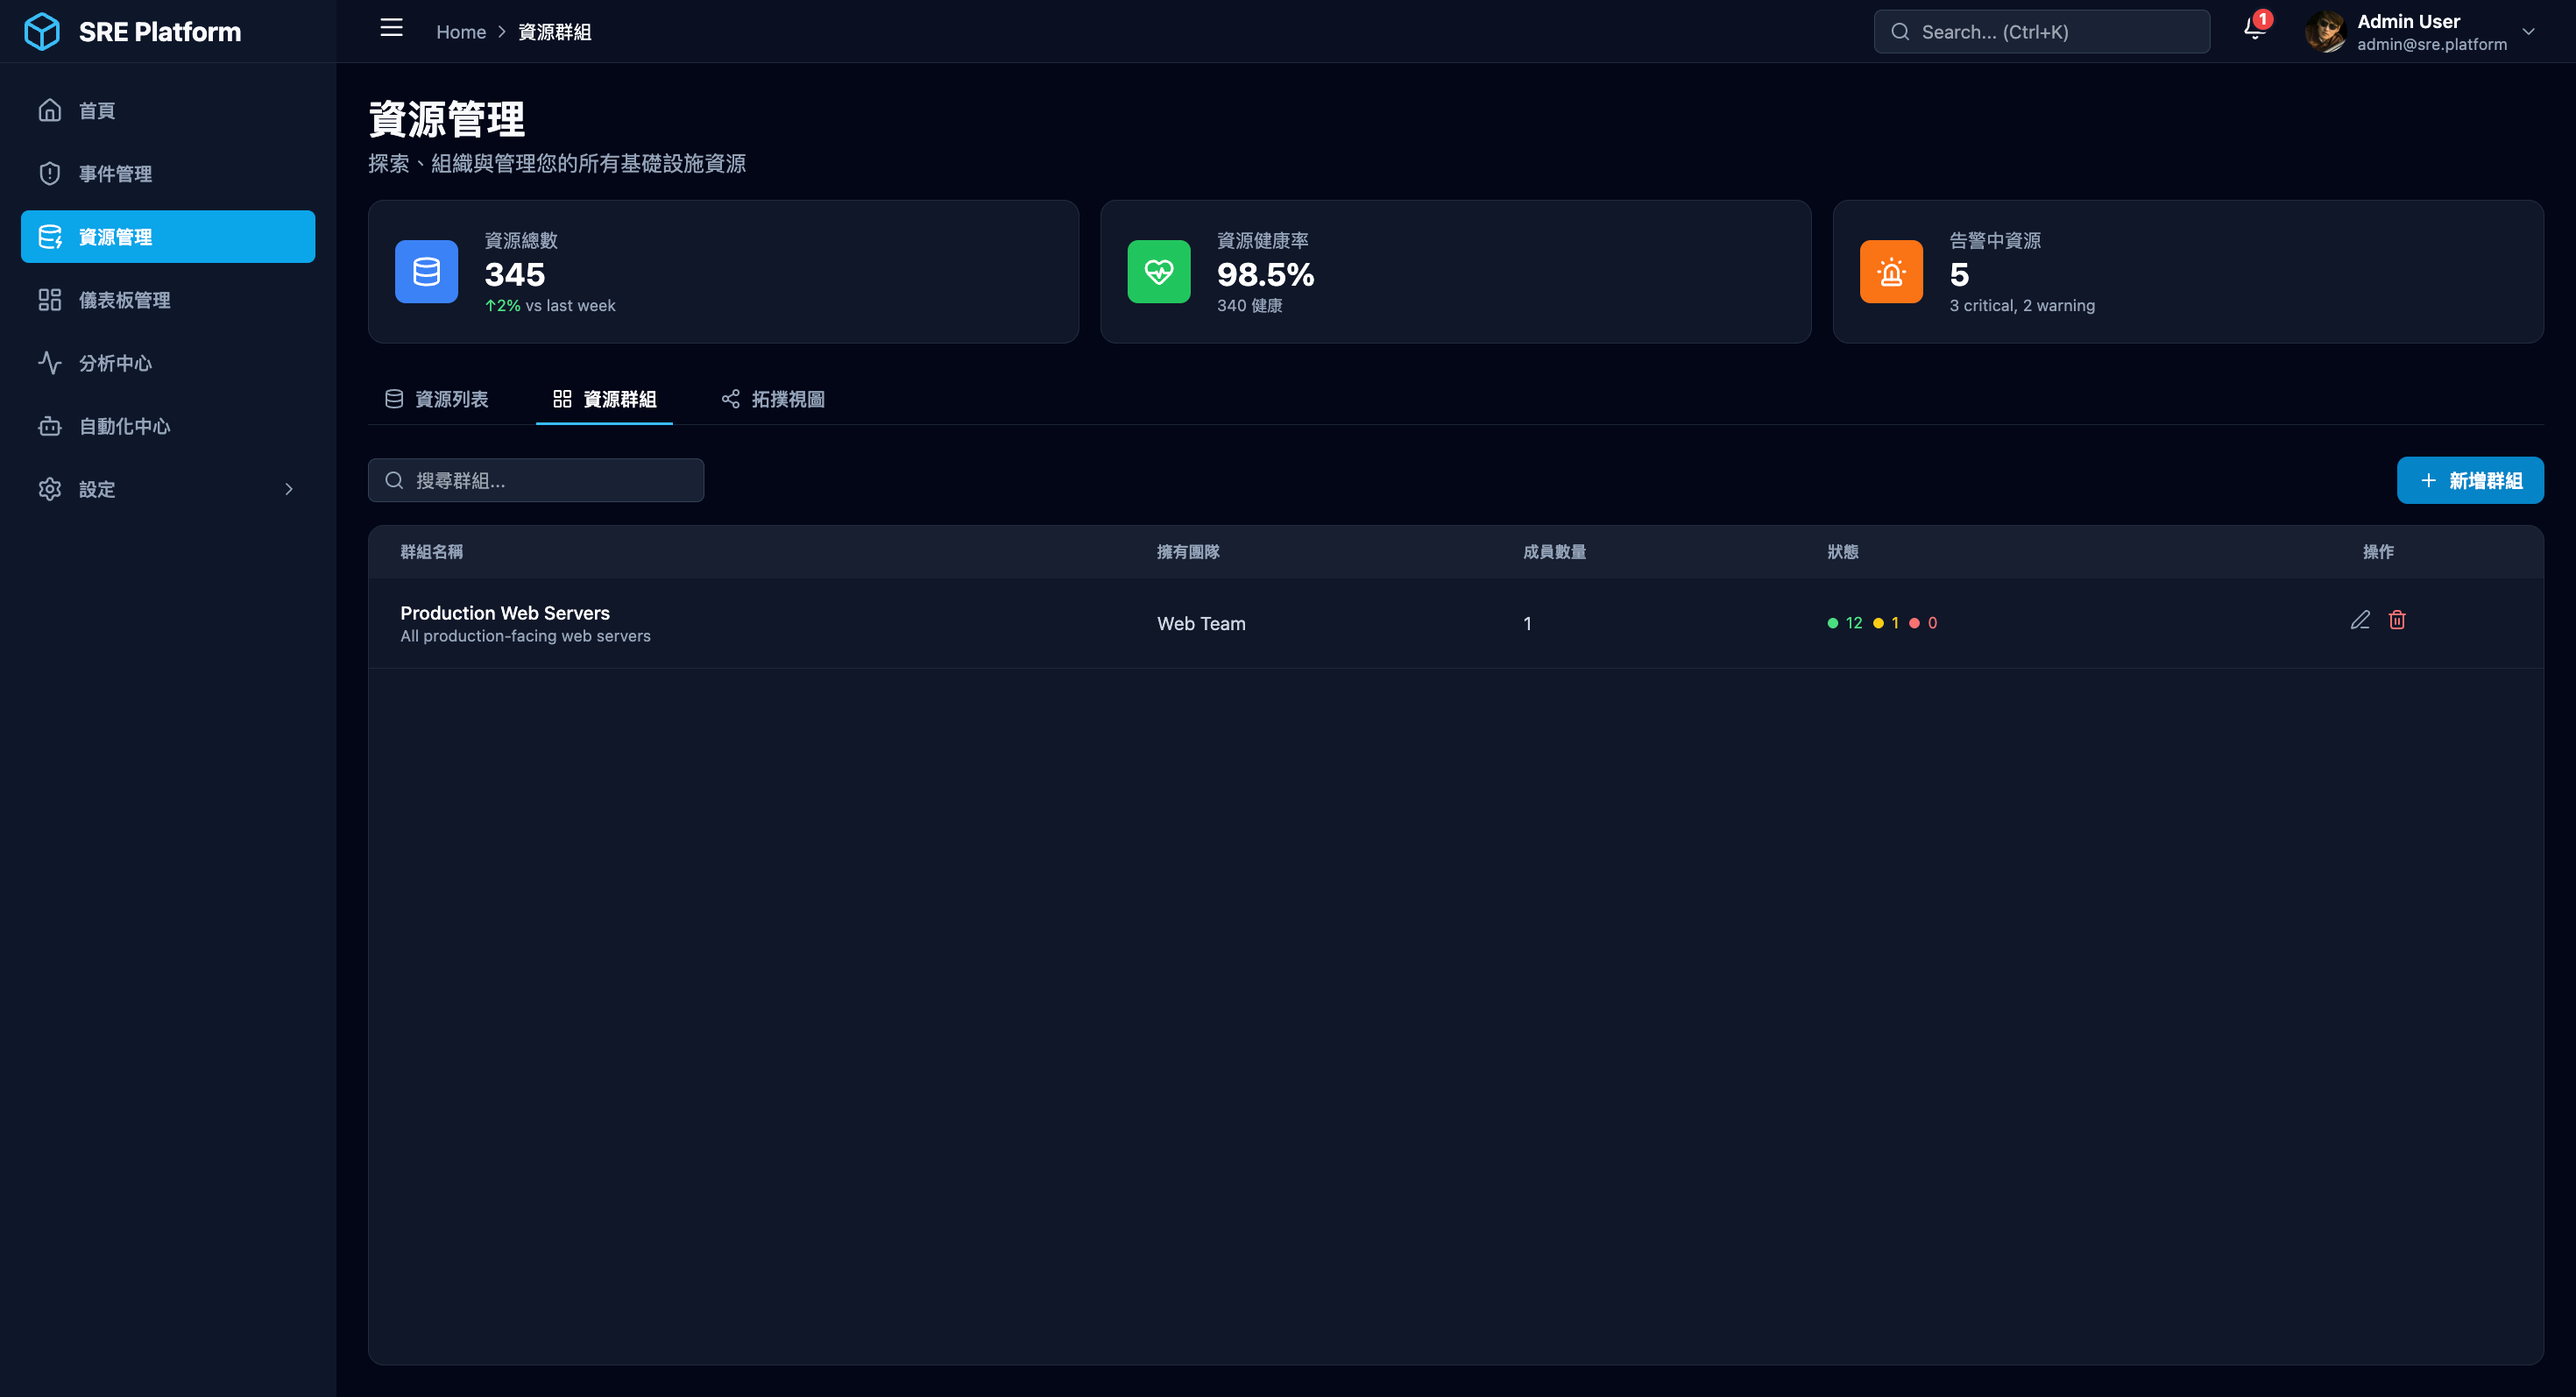 SRE Platform
Home > 資源群組
Search... (Ctrl+K)
1
Admin User
admin@sre.platform
首頁
事件管理
資源管理
儀表板管理
分析中心
自動化中心
設定
資源管理
探索、組織與管理您的所有基礎設施資源
資源總數
345
↑2% vs last week
資源健康率
98.5%
340 健康
告警中資源
5
3 critical, 2 warning
資源列表
資源群組
拓撲視圖
搜尋群組...
新增群組
群組名稱 擁有團隊 成員數量 狀態 操作
Production Web Servers
All production-facing web servers
Web Team
1
12 1 0